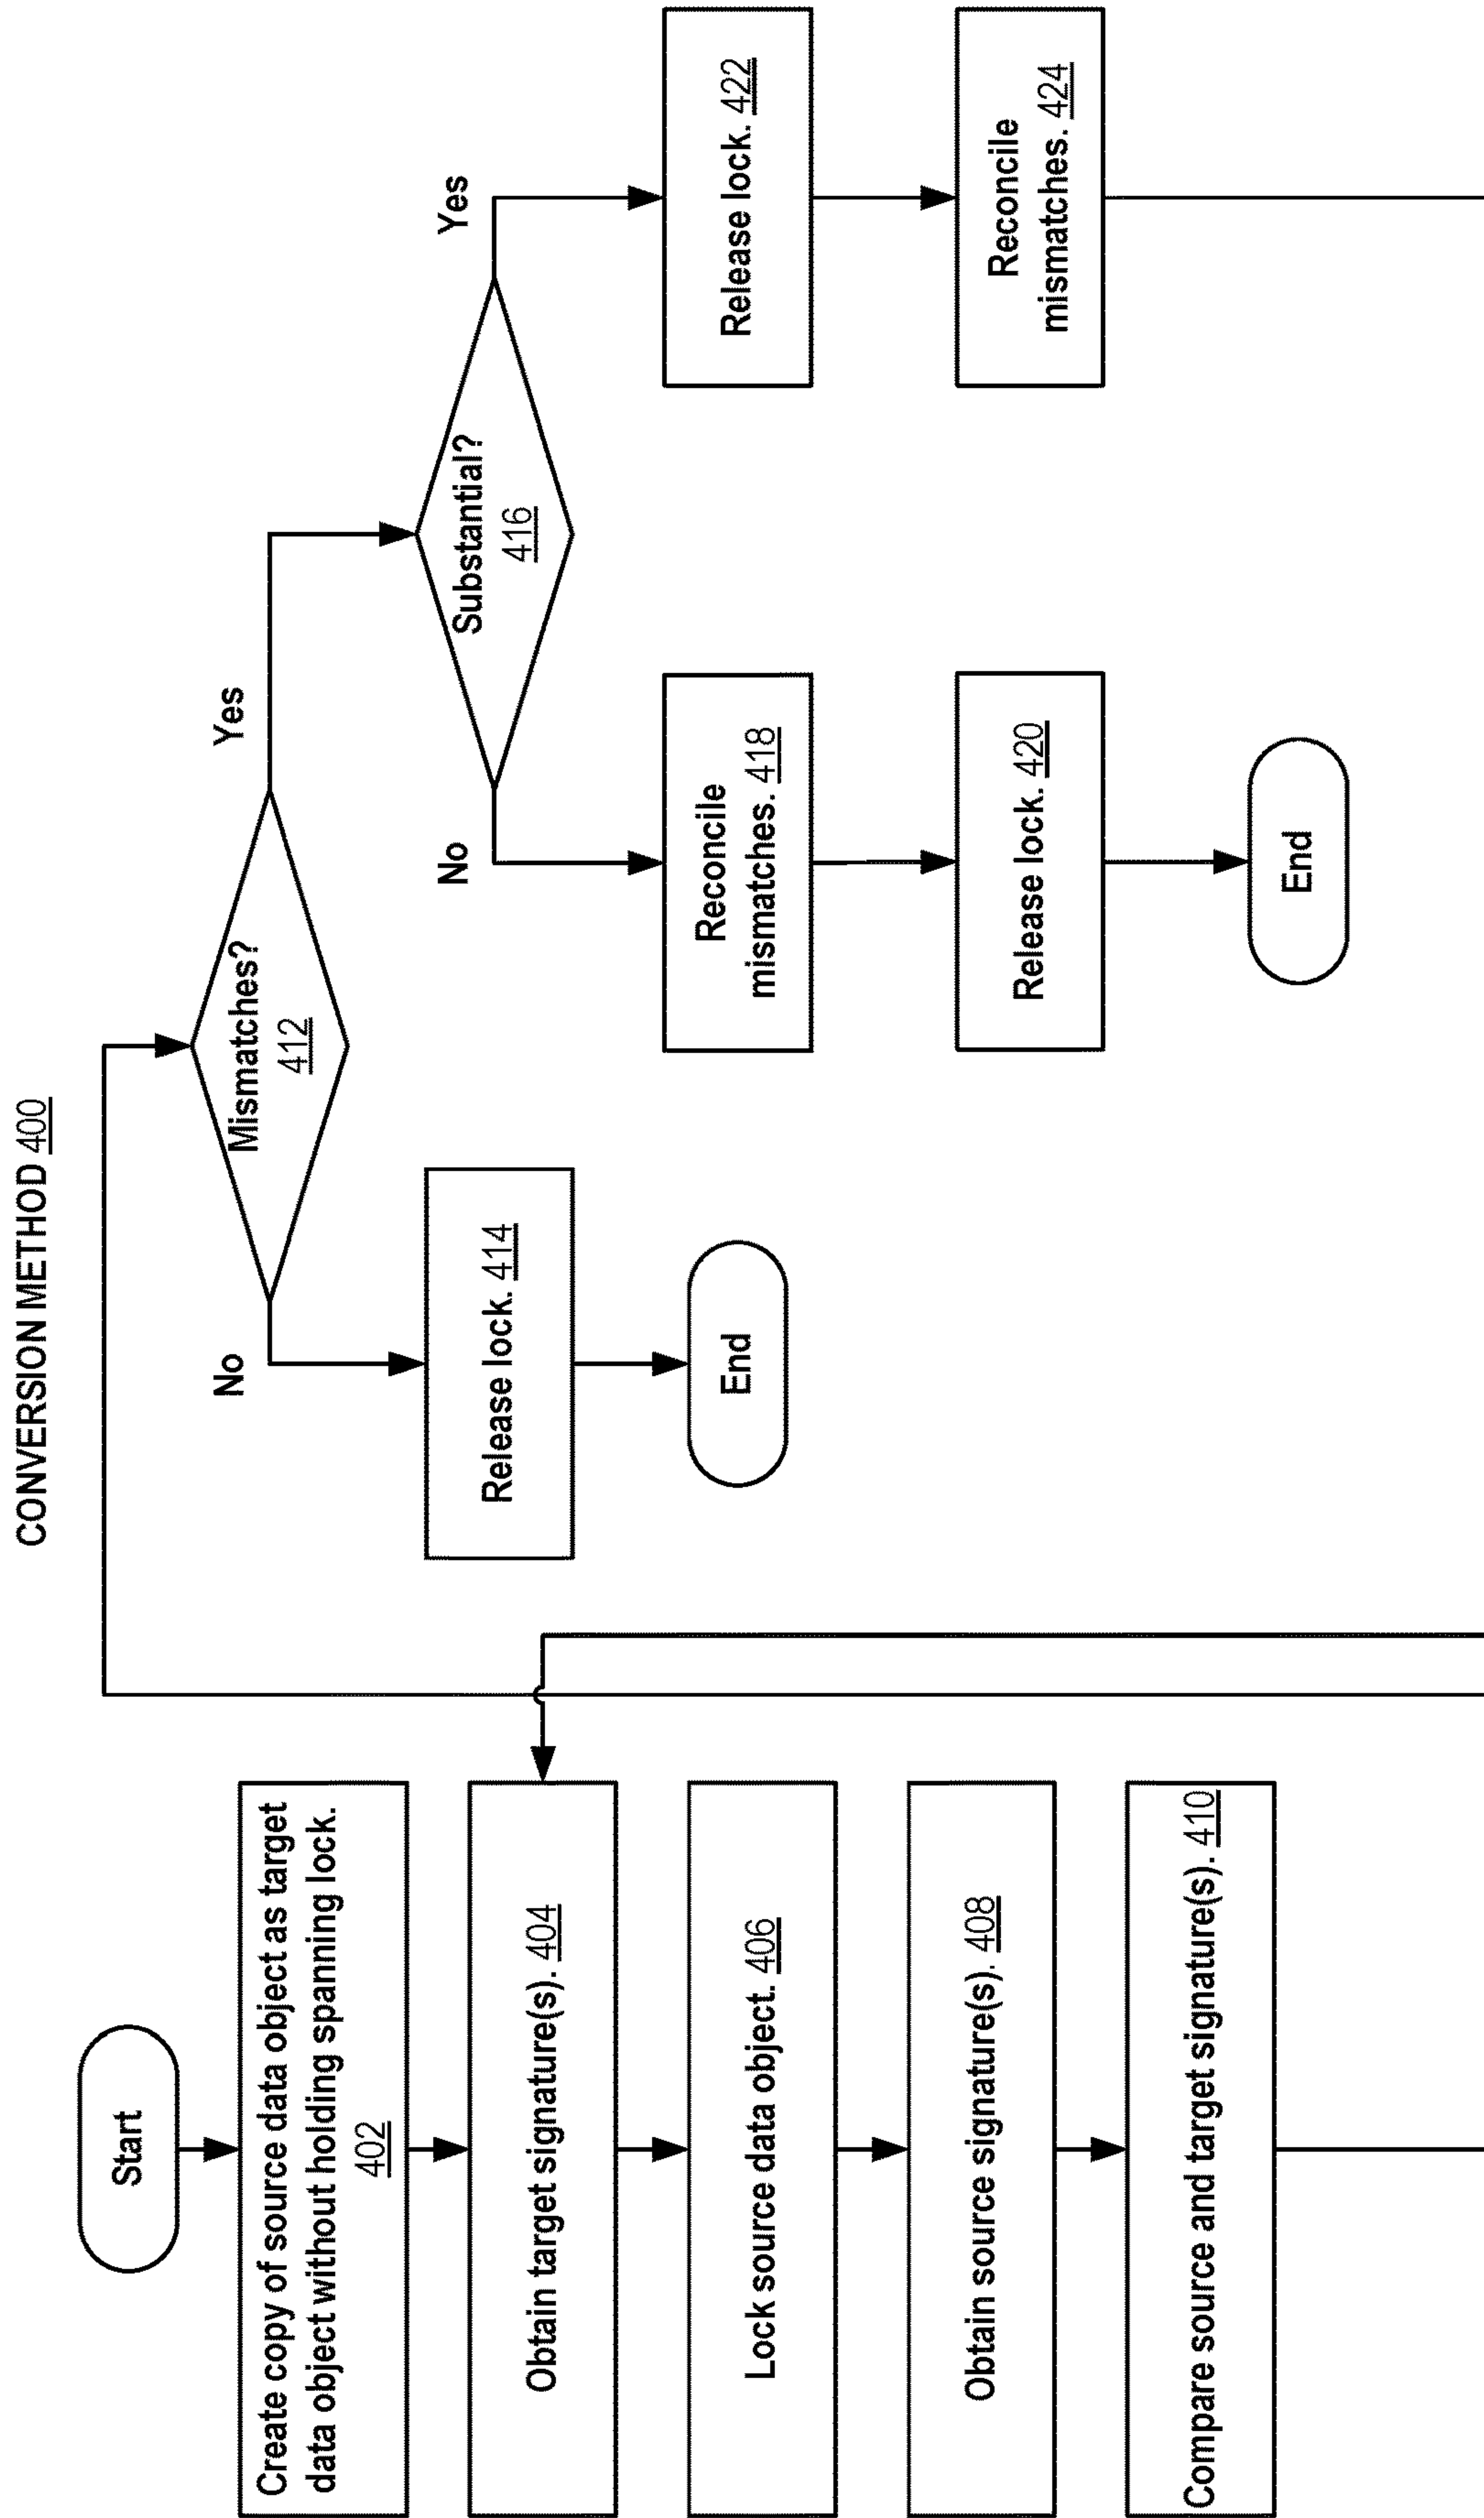 CONVERSION METHOD 400
Start
Create copy of source data object as target
data object without holding spanning lock.
402
Obtain target signature(s). 404
Lock source data object. 406
Obtain source signature(s). 408
Compare source and target signature(s). 410
Mismatches?
412
No
Yes
Release lock. 414
End
Substantial?
416
No
Yes
Reconcile
mismatches. 418
Release lock. 420
End
Release lock. 422
Reconcile
mismatches. 424